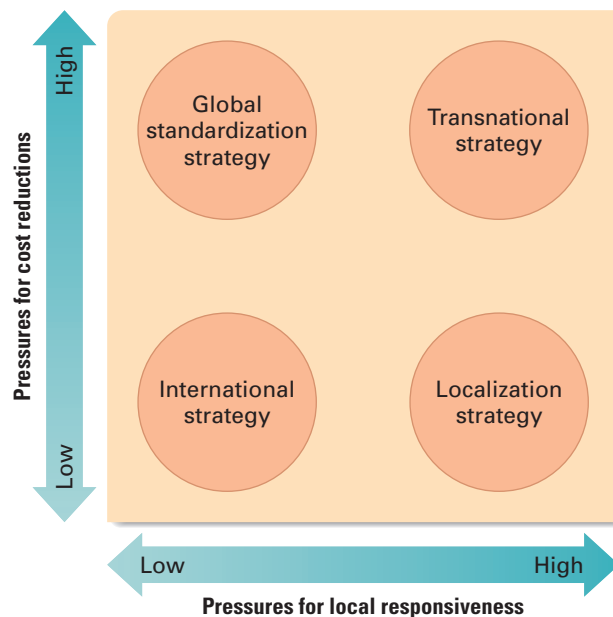 High
Pressures for cost reductions
Low
Global
standardization
strategy
Transnational
strategy
International
strategy
Localization
strategy
Low
High
Pressures for local responsiveness